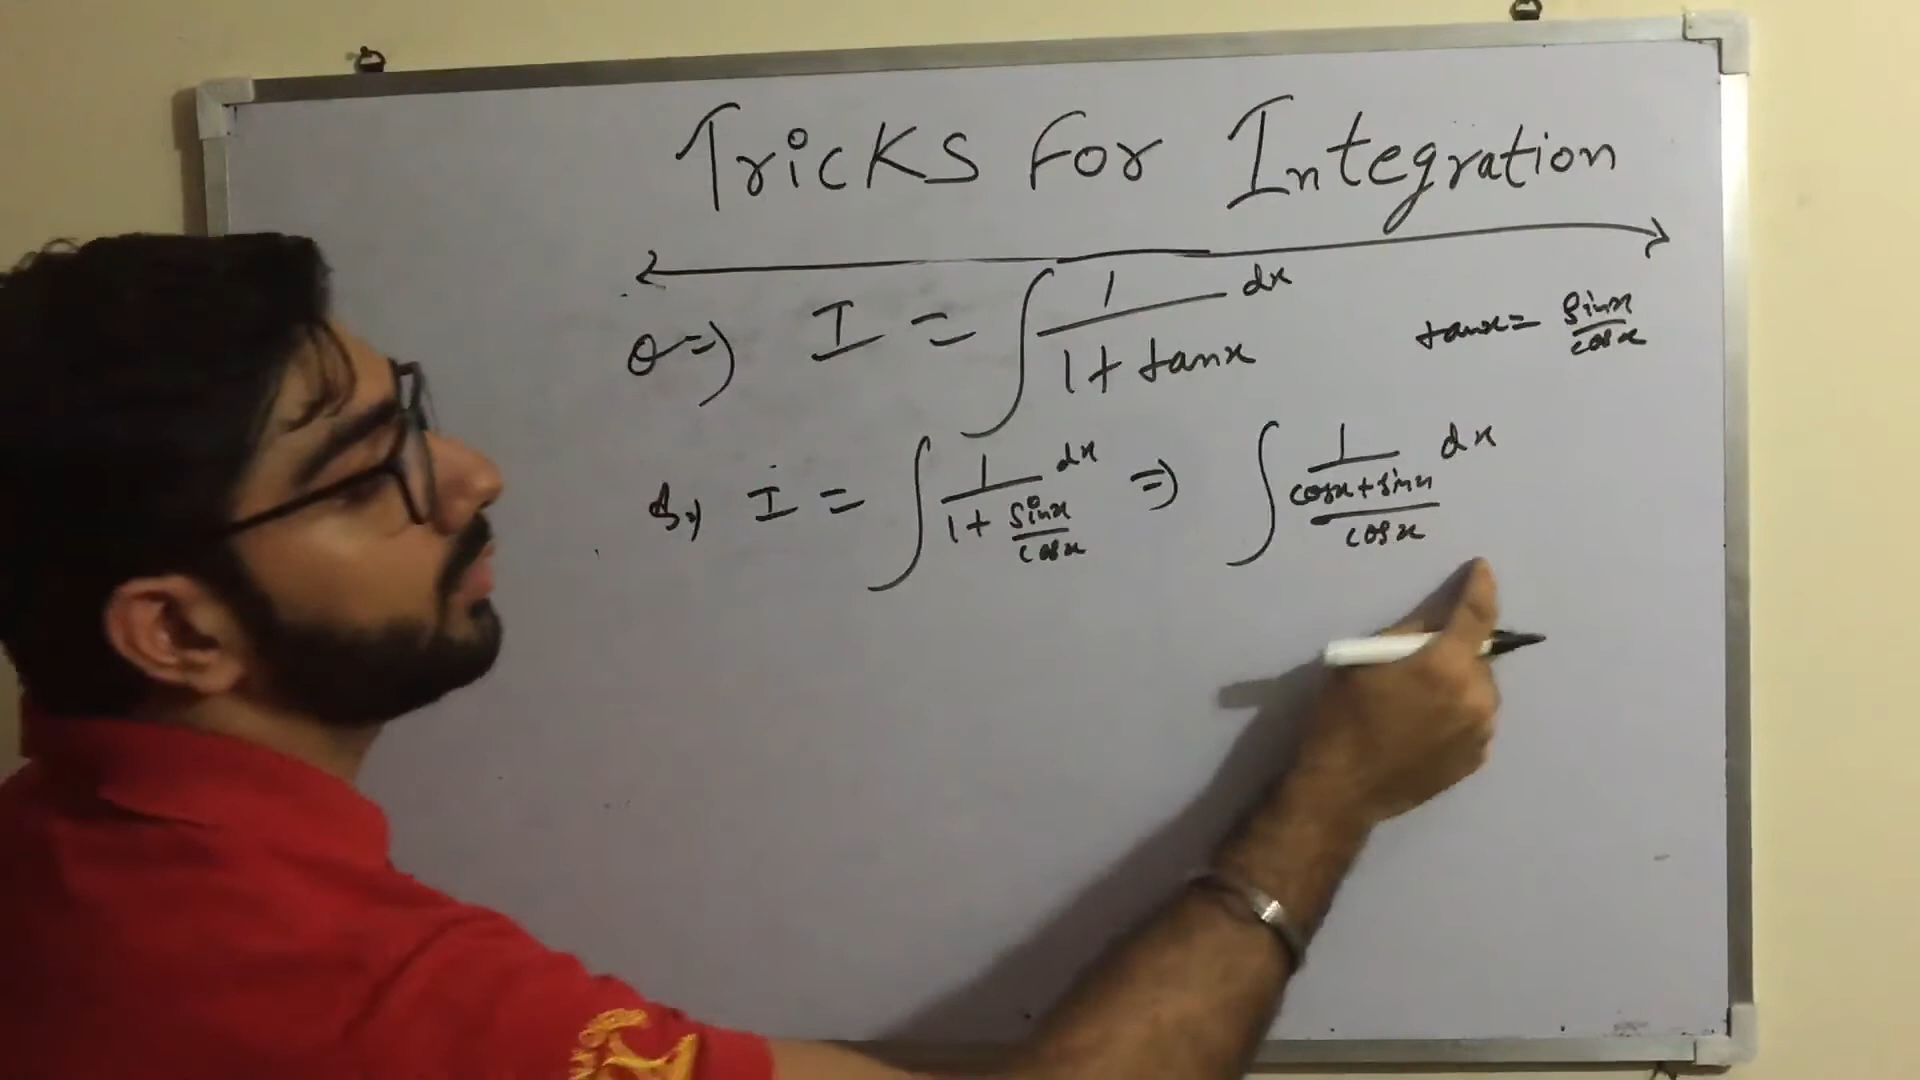 Tricks For Integration
Q=) I = ∫ 1/(1 + tanx) dx
tanx = sinx/cosx
I = ∫ 1/(1 + sinx/cosx) dx => ∫ 1/((cosx + sinx)/cosx) dx